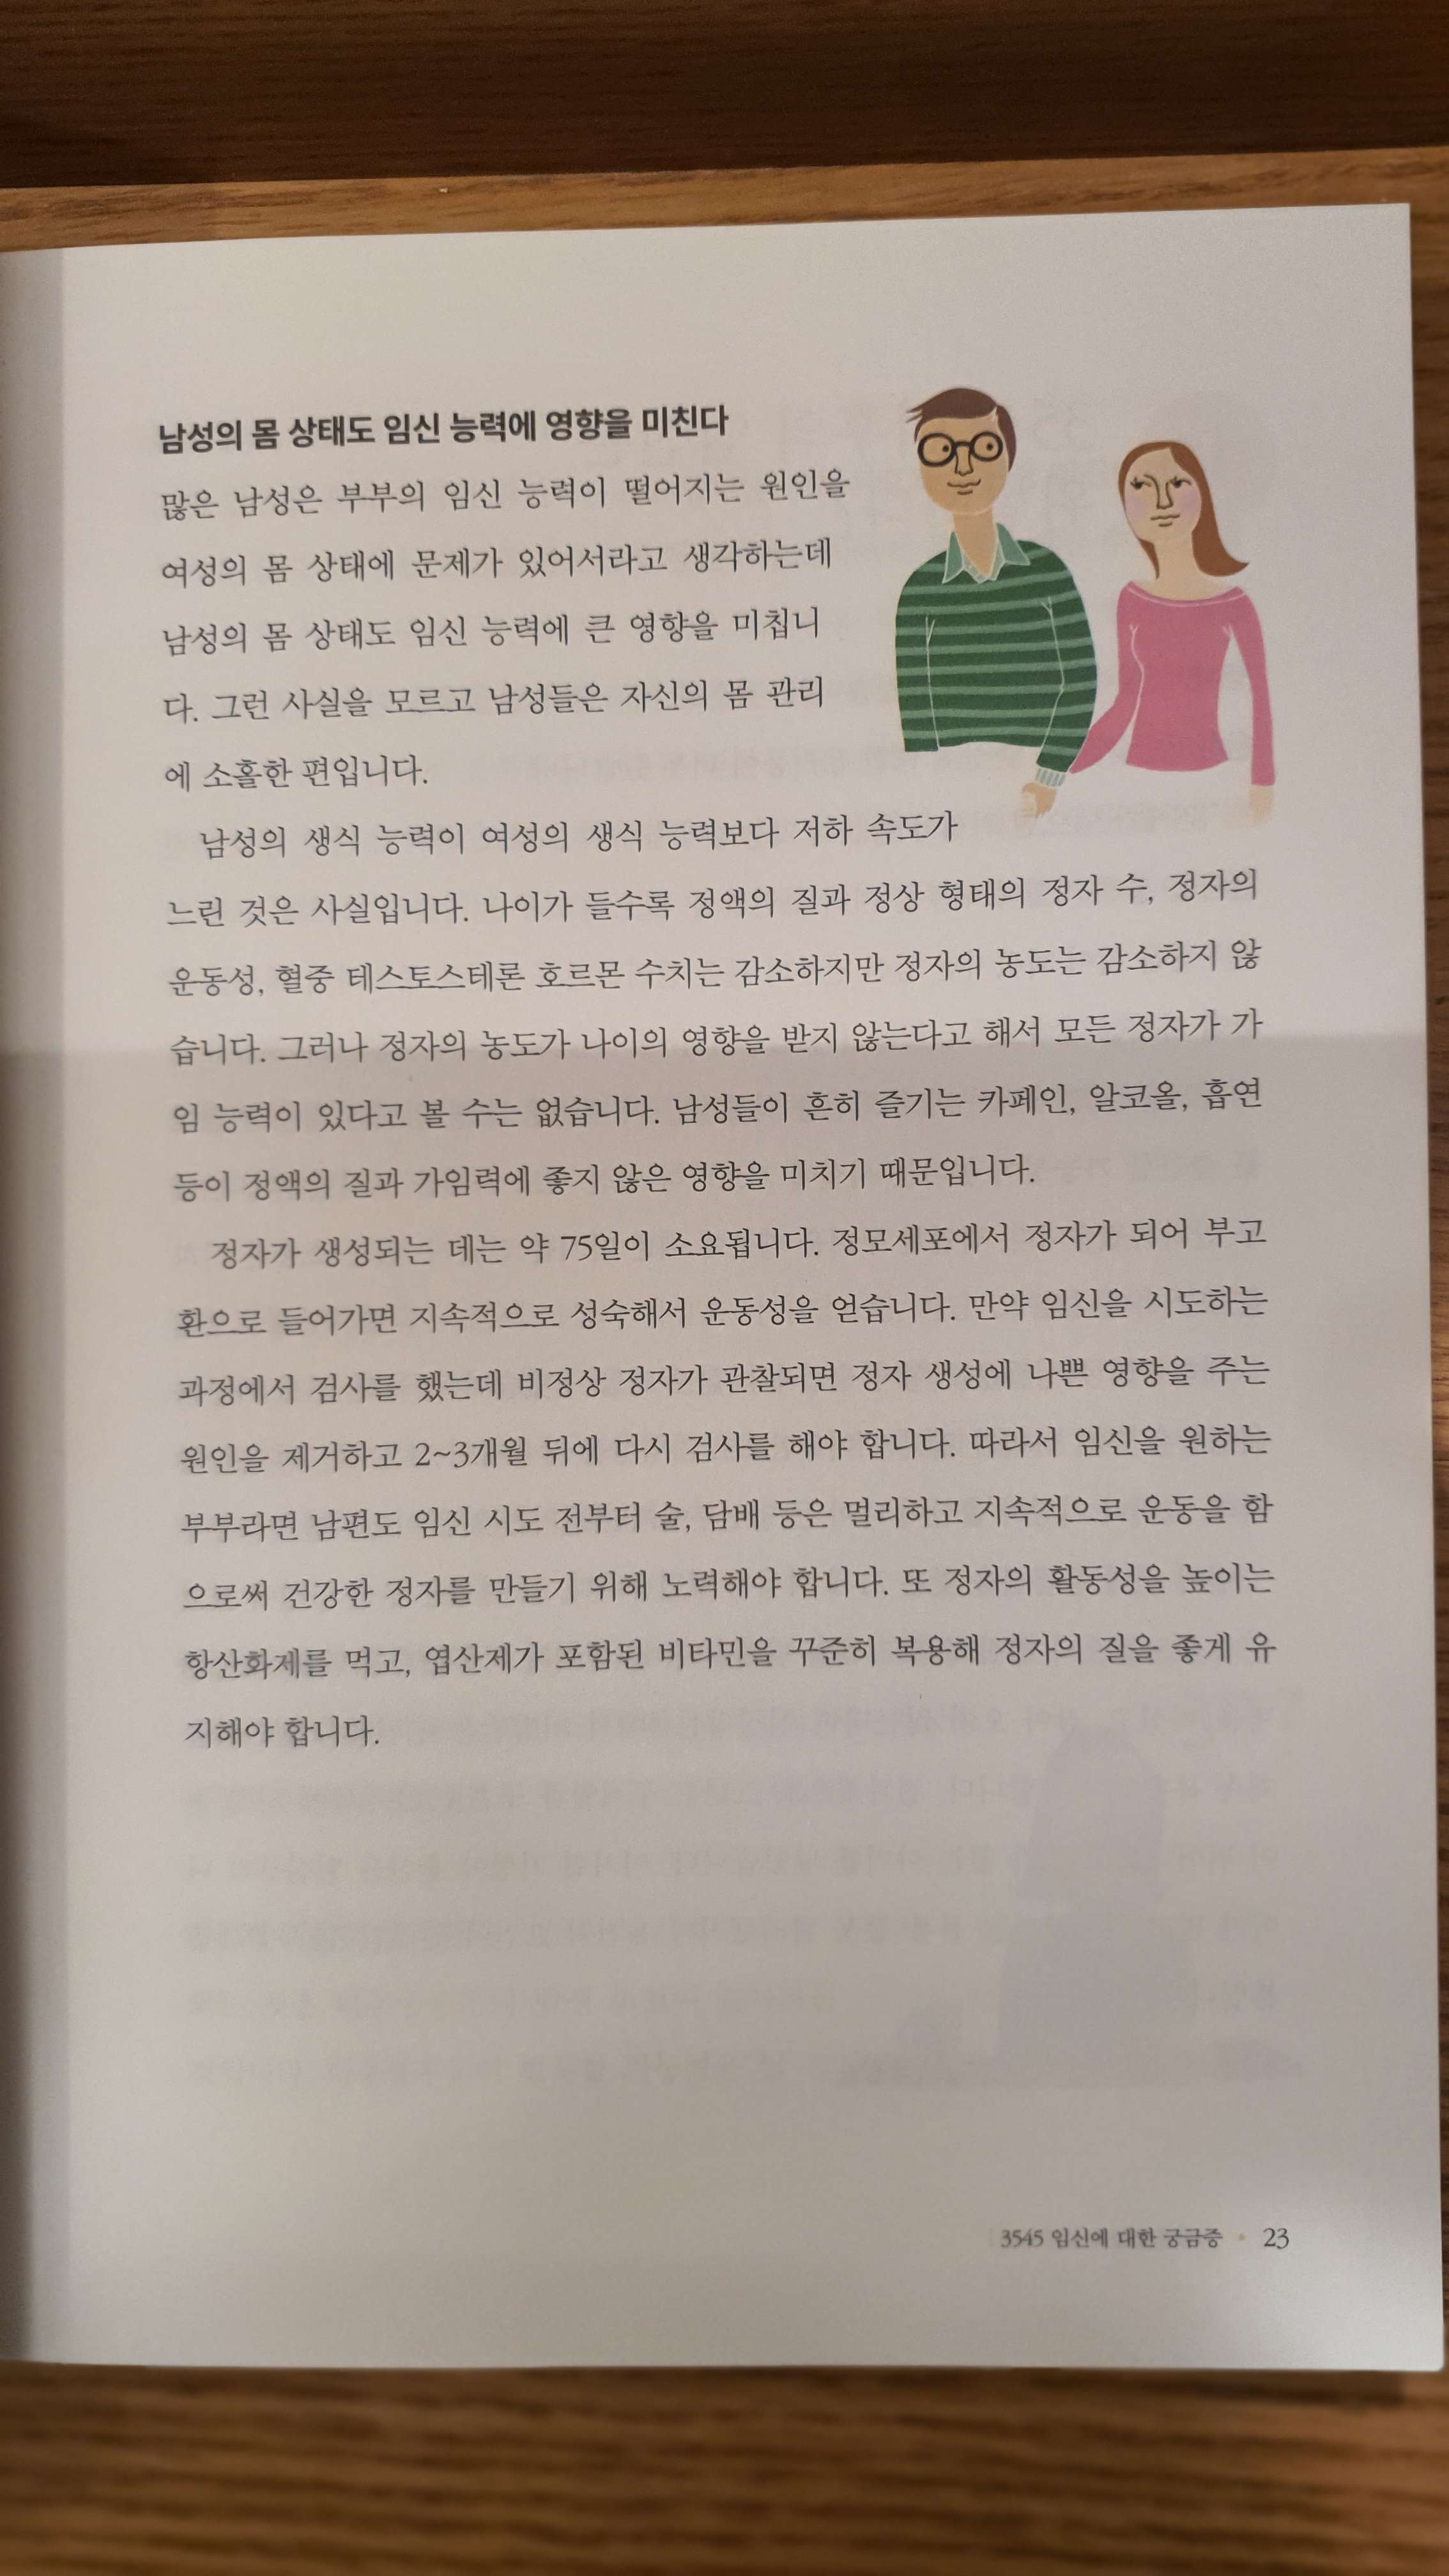 남성의 몸 상태도 임신 능력에 영향을 미친다
많은 남성은 부부의 임신 능력이 떨어지는 원인을
여성의 몸 상태에 문제가 있어서라고 생각하는데
남성의 몸 상태도 임신 능력에 큰 영향을 미칩니
다. 그런 사실을 모르고 남성들은 자신의 몸 관리
에 소홀한 편입니다.
남성의 생식 능력이 여성의 생식 능력보다 저하 속도가
느린 것은 사실입니다. 나이가 들수록 정액의 질과 정상 형태의 정자 수, 정자의
운동성, 혈중 테스토스테론 호르몬 수치는 감소하지만 정자의 농도는 감소하지 않
습니다. 그러나 정자의 농도가 나이의 영향을 받지 않는다고 해서 모든 정자가 가
임 능력이 있다고 볼 수는 없습니다. 남성들이 흔히 즐기는 카페인, 알코올, 흡연
등이 정액의 질과 가임력에 좋지 않은 영향을 미치기 때문입니다.
정자가 생성되는 데는 약 75일이 소요됩니다. 정모세포에서 정자가 되어 부고
환으로 들어가면 지속적으로 성숙해서 운동성을 얻습니다. 만약 임신을 시도하는
과정에서 검사를 했는데 비정상 정자가 관찰되면 정자 생성에 나쁜 영향을 주는
원인을 제거하고 2~3개월 뒤에 다시 검사를 해야 합니다. 따라서 임신을 원하는
부부라면 남편도 임신 시도 전부터 술, 담배 등은 멀리하고 지속적으로 운동을 함
으로써 건강한 정자를 만들기 위해 노력해야 합니다. 또 정자의 활동성을 높이는
항산화제를 먹고, 엽산제가 포함된 비타민을 꾸준히 복용해 정자의 질을 좋게 유
지해야 합니다.
3545 임신에 대한 궁금증 • 23